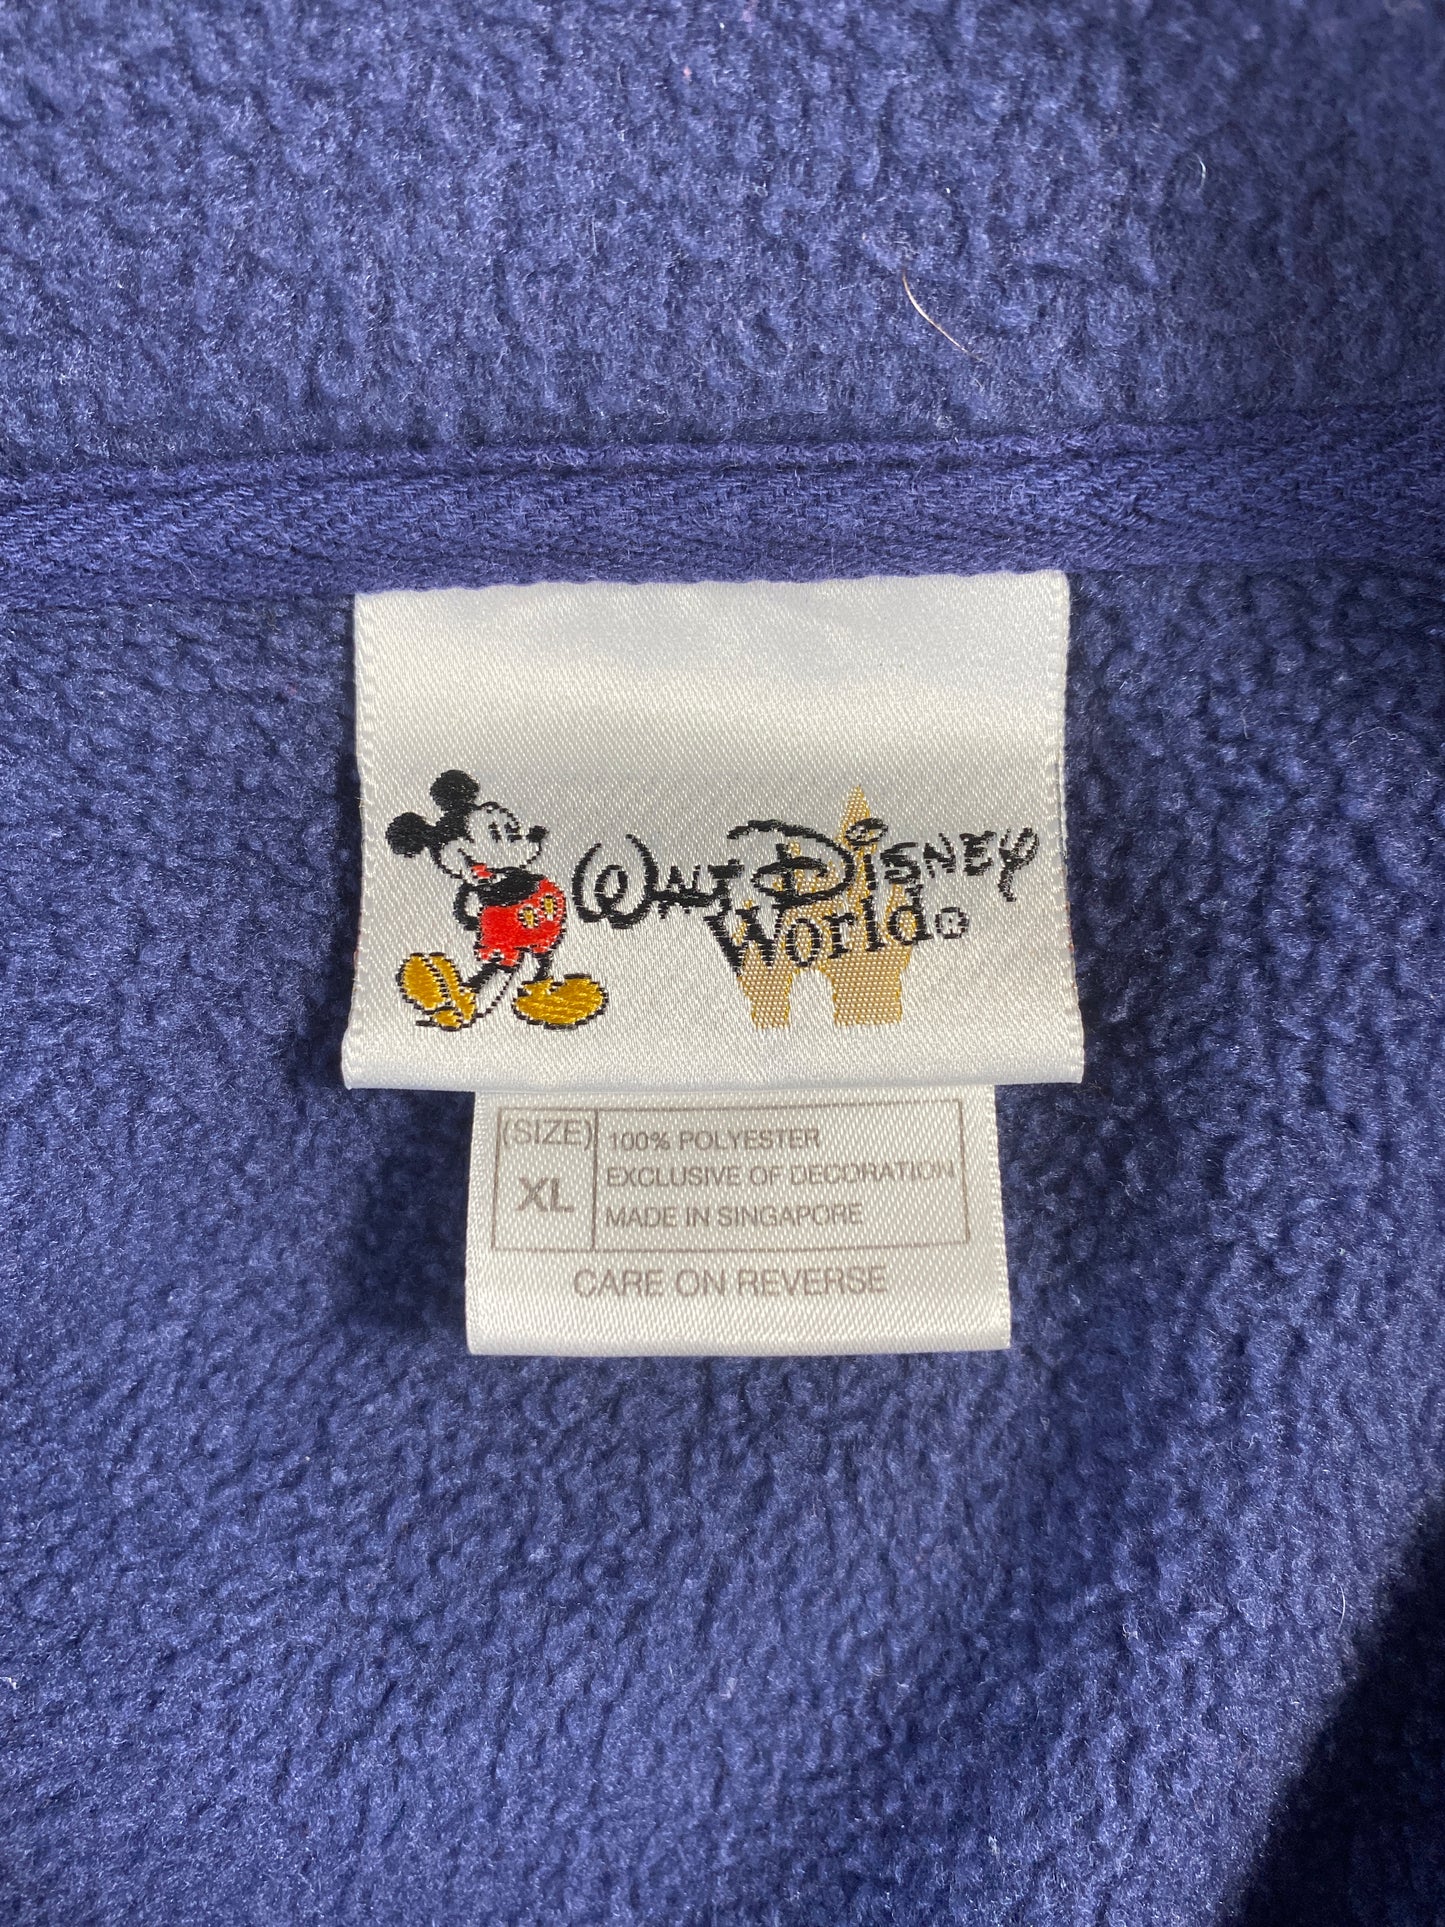 Walt Disney
World®
(SIZE)
XL
100% POLYESTER
EXCLUSIVE OF DECORATION
MADE IN SINGAPORE
CARE ON REVERSE